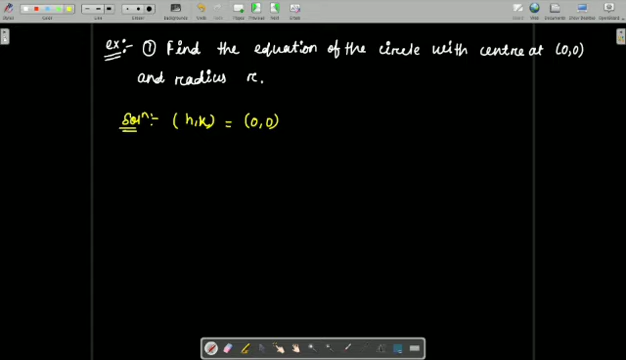 ex:- ① Find the equation of the circle with centre at (0,0)
and radius r.
Solⁿ:- (h,k) = (0,0)